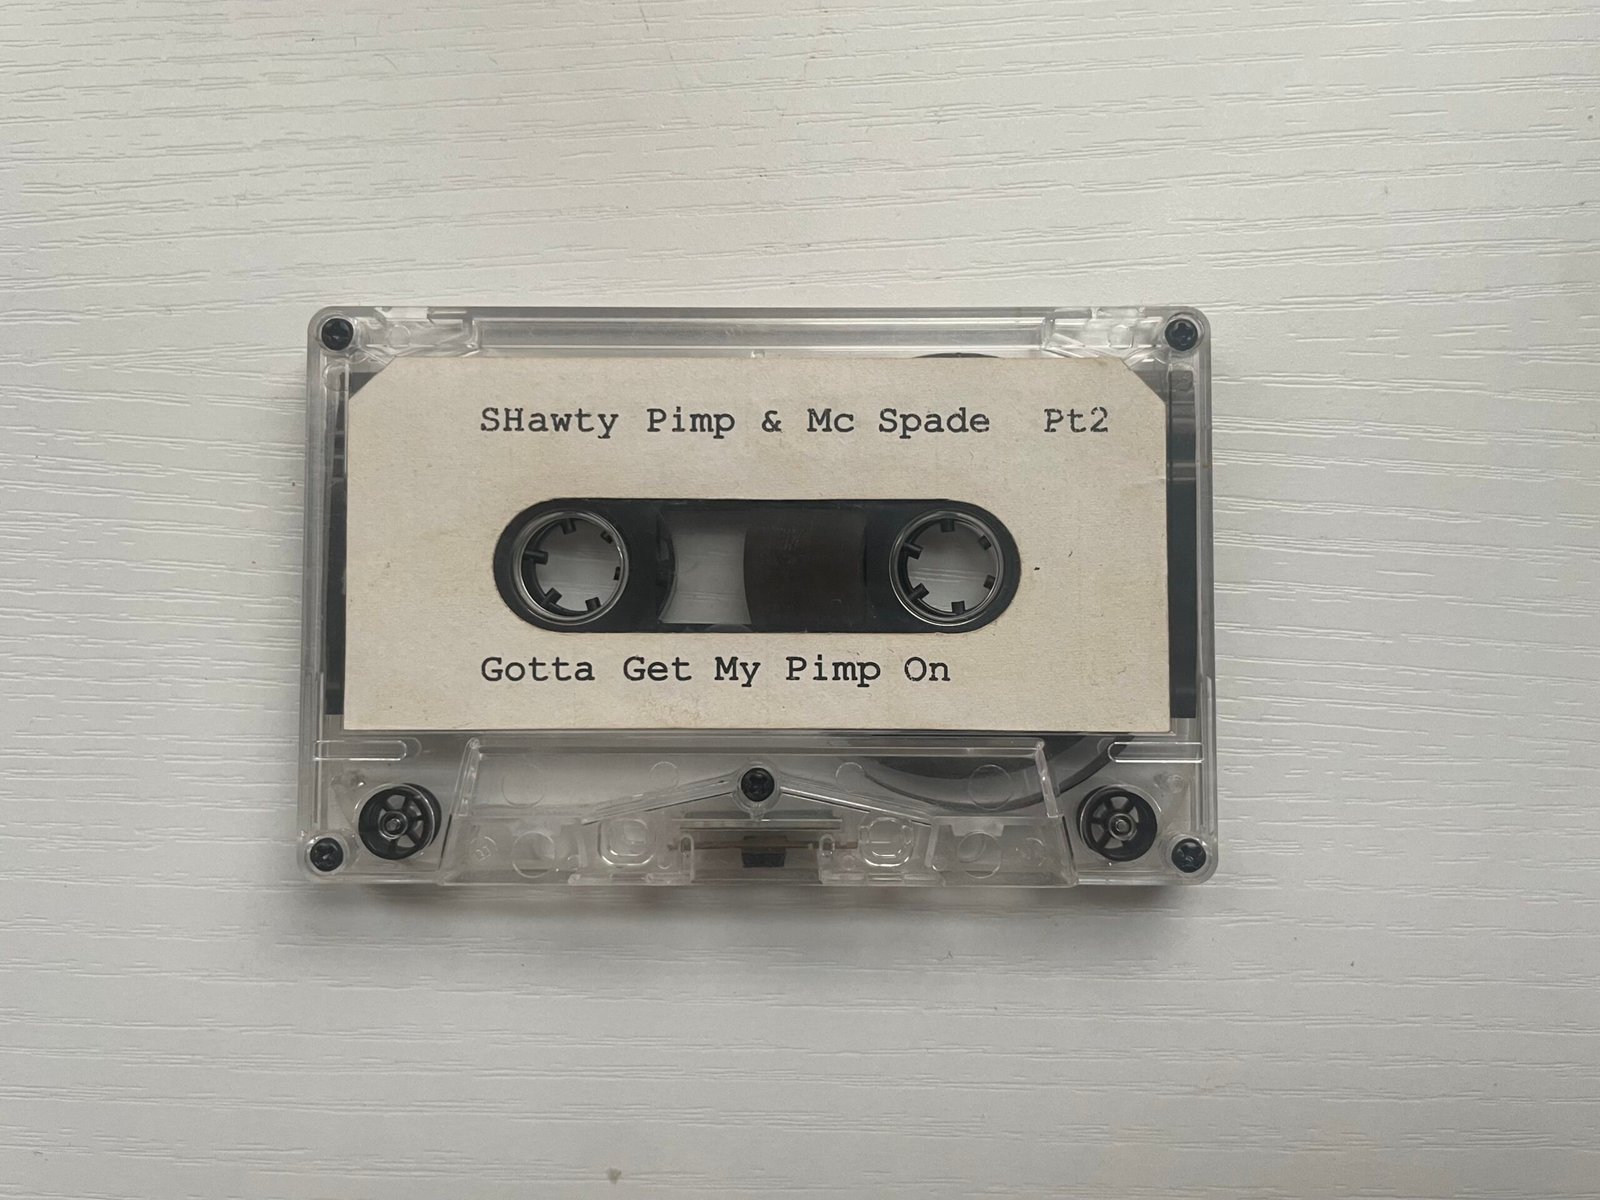 SHawty Pimp & Mc Spade Pt2
Gotta Get My Pimp On